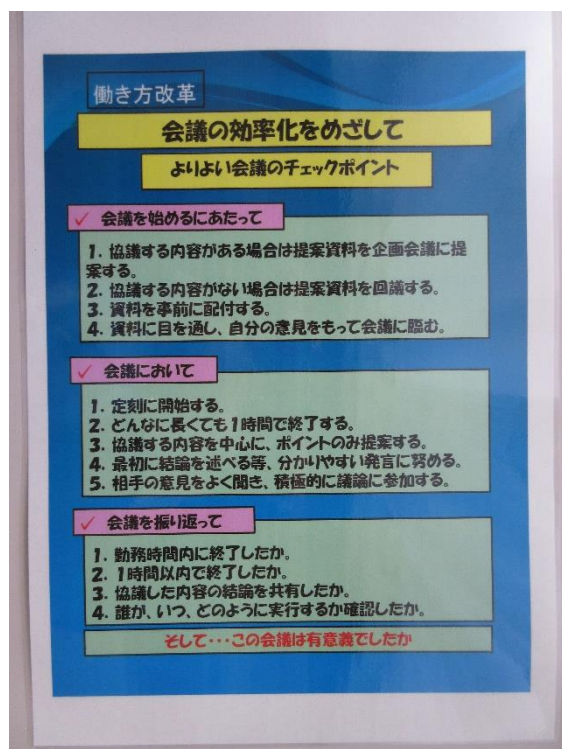 働き方改革
会議の効率化をめざして
よりよい会議のチェックポイント
✓ 会議を始めるにあたって
1. 協議する内容がある場合は提案資料を企画会議に提
案する。
2. 協議する内容がない場合は提案資料を回議する。
3. 資料を事前に配付する。
4. 資料に目を通し、自分の意見をもって会議に臨む。
✓ 会議において
1. 定刻に開始する。
2. どんなに長くても1時間で終了する。
3. 協議する内容を中心に、ポイントのみ提案する。
4. 最初に結論を述べる等、分かりやすい発言に努める。
5. 相手の意見をよく聞き、積極的に議論に参加する。
✓ 会議を振り返って
1. 勤務時間内に終了したか。
2. 1時間以内で終了したか。
3. 協議した内容の結論を共有したか。
4. 誰が、いつ、どのように実行するか確認したか。
そして・・・この会議は有意義でしたか